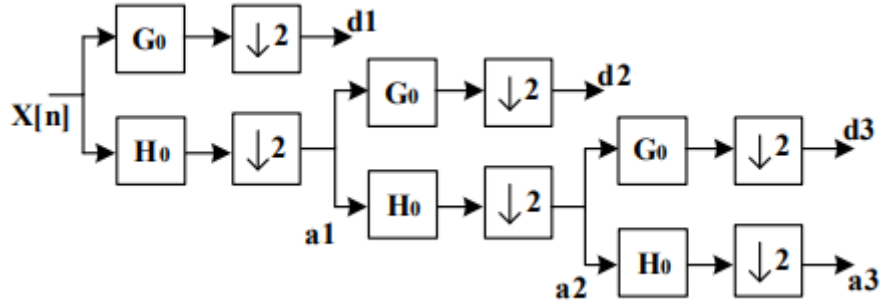 G0 ↓2 d1
X[n]
H0 ↓2 G0 ↓2 d2
a1 H0 ↓2 G0 ↓2 d3
a2 H0 ↓2 a3